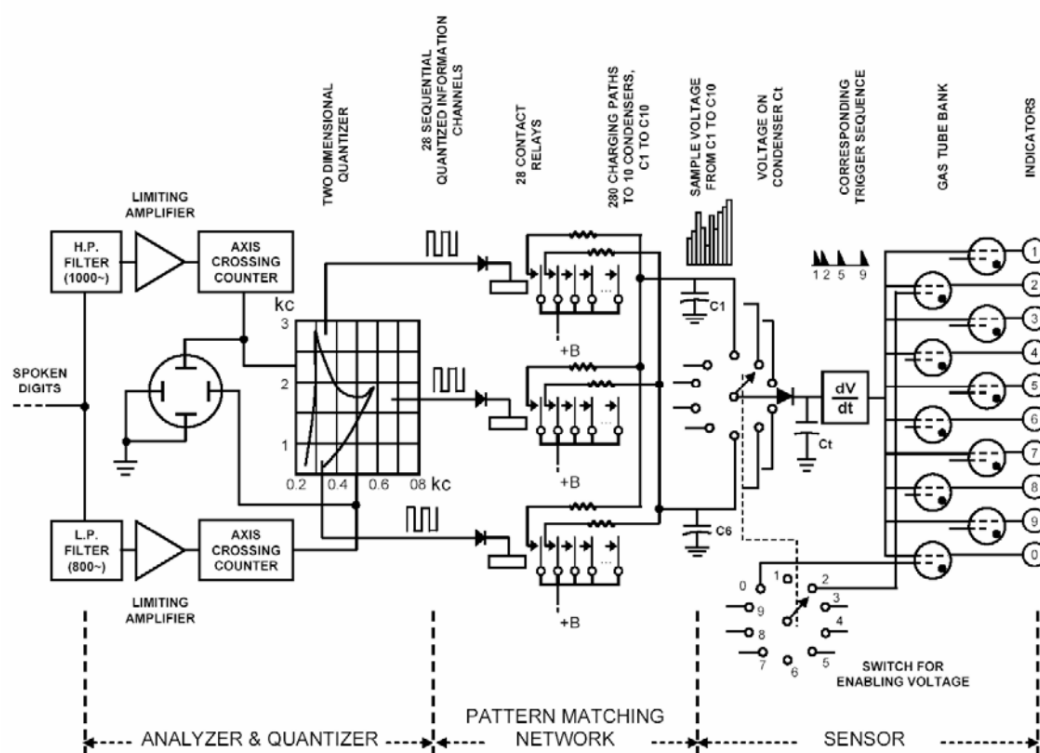 TWO DIMENSIONAL
QUANTIZER
28 SEQUENTIAL
QUANTIZED INFORMATION
CHANNELS
28 CONTACT
RELAYS
280 CHARGING PATHS
TO 10 CONDENSERS,
C1 TO C10
SAMPLE VOLTAGE
FROM C1 TO C10
VOLTAGE ON
CONDENSER Ct
CORRESPONDING
TRIGGER SEQUENCE
GAS TUBE BANK
INDICATORS
LIMITING
AMPLIFIER
H.P.
FILTER
(1000~)
AXIS
CROSSING
COUNTER
kc
3
2
1
0.2 0.4 0.6 08 kc
SPOKEN
DIGITS
L.P.
FILTER
(800~)
AXIS
CROSSING
COUNTER
LIMITING
AMPLIFIER
...
+B
...
+B
...
+B
C1
C6
1 2 5 9
Ct
dV
dt
1
2
3
4
5
6
7
8
9
0
0
1
2
3
4
5
6
7
8
9
SWITCH FOR
ENABLING VOLTAGE
ANALYZER & QUANTIZER
PATTERN MATCHING
NETWORK
SENSOR